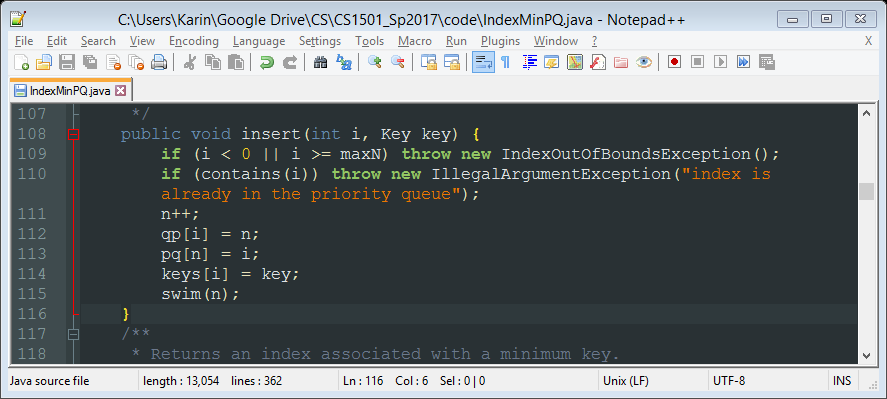 C:\Users\Karin\Google Drive\CS\CS1501_Sp2017\code\IndexMinPQ.java - Notepad++
File Edit Search View Encoding Language Settings Tools Macro Run Plugins Window ? X
IndexMinPQ.java
107 */
108 public void insert(int i, Key key) {
109 if (i < 0 || i >= maxN) throw new IndexOutOfBoundsException();
110 if (contains(i)) throw new IllegalArgumentException("index is
already in the priority queue");
111 n++;
112 qp[i] = n;
113 pq[n] = i;
114 keys[i] = key;
115 swim(n);
116 }
117 /**
118 * Returns an index associated with a minimum key.
Java source file length : 13,054 lines : 362 Ln : 116 Col : 6 Sel : 0 | 0 Unix (LF) UTF-8 INS